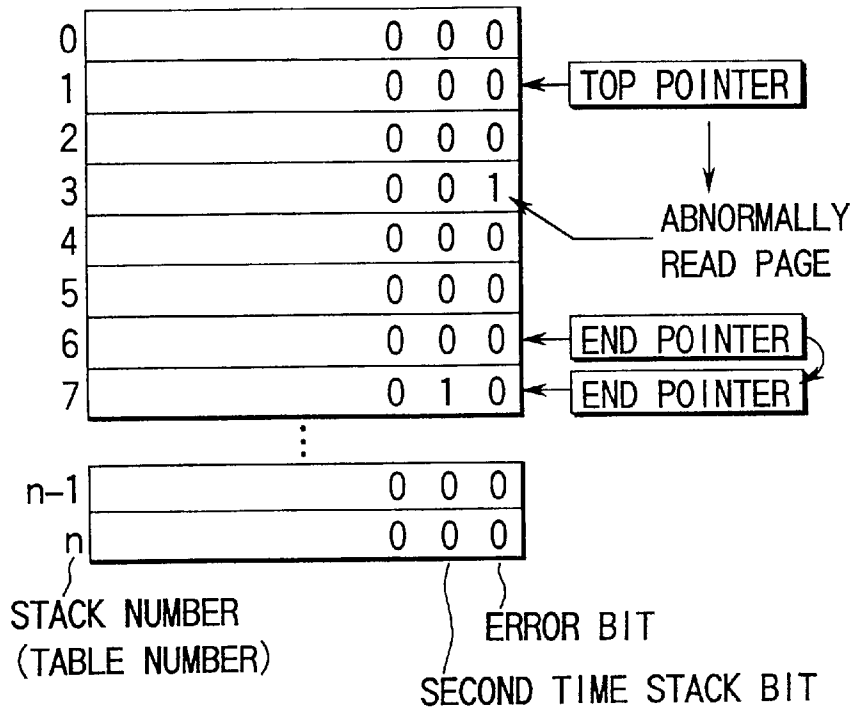 0 0 0 0
1 0 0 0 TOP POINTER
2 0 0 0
3 0 0 1
ABNORMALLY
READ PAGE
4 0 0 0
5 0 0 0
6 0 0 0 END POINTER
7 0 1 0 END POINTER
n-1 0 0 0
n 0 0 0
STACK NUMBER
(TABLE NUMBER)
ERROR BIT
SECOND TIME STACK BIT